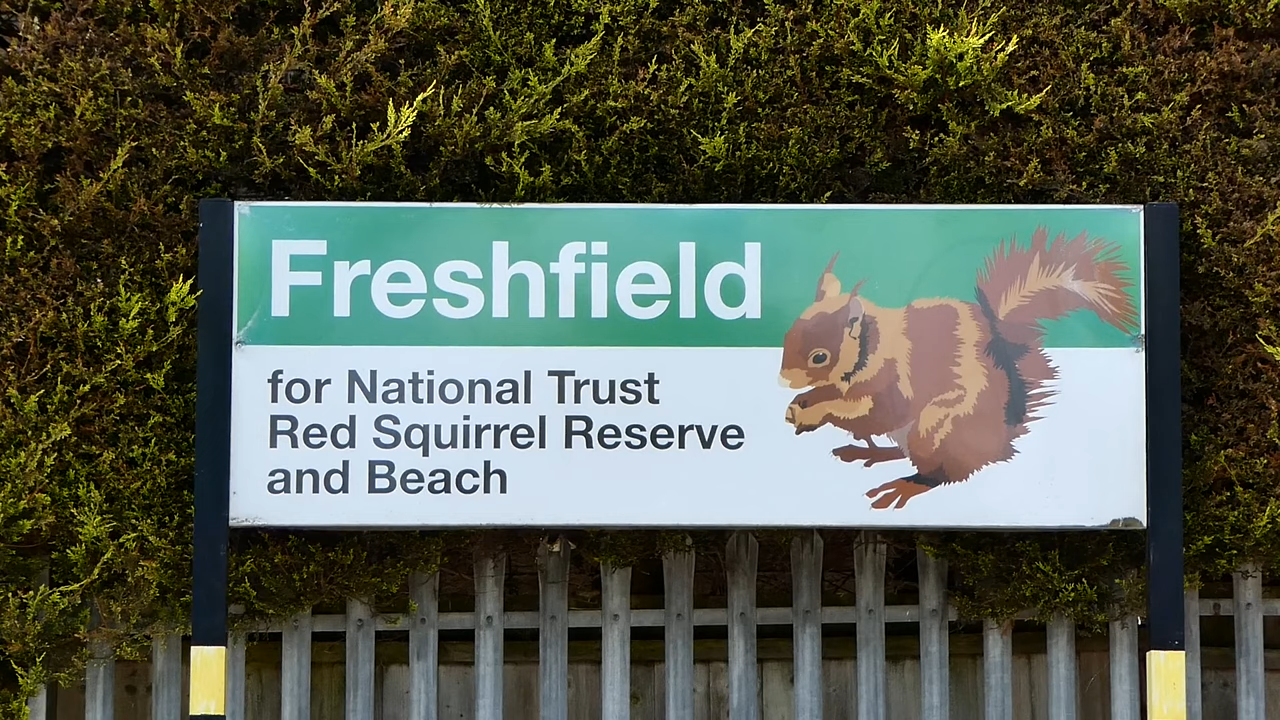 Freshfield
for National Trust
Red Squirrel Reserve
and Beach